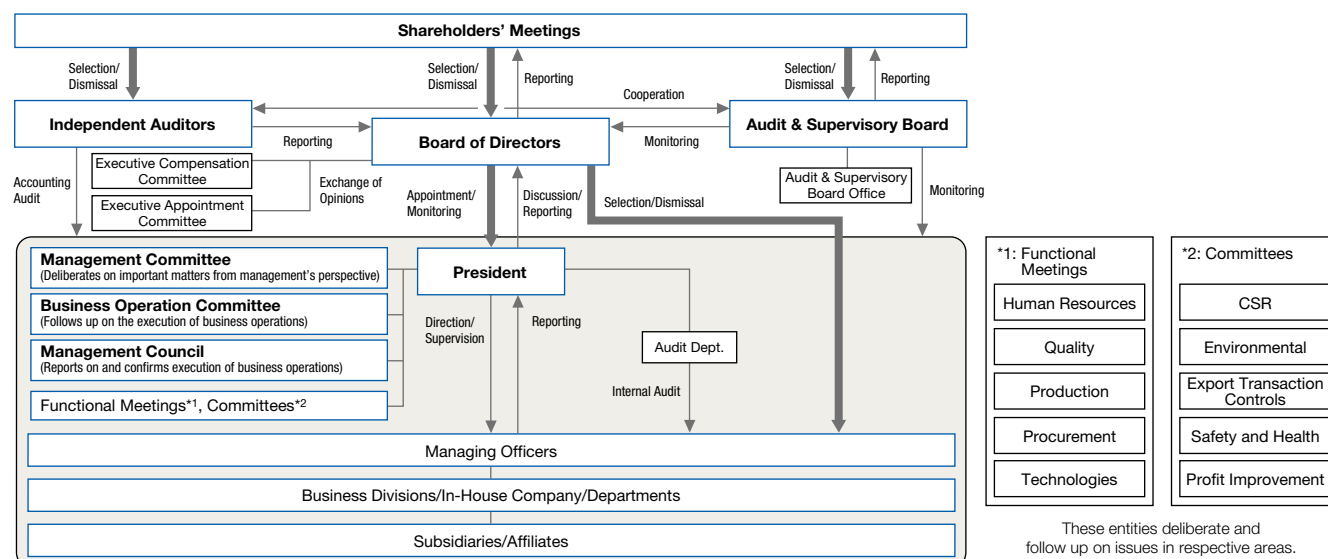 Shareholders' Meetings
Selection/
Dismissal
Selection/
Dismissal
Reporting
Selection/
Dismissal
Reporting
Cooperation
Independent Auditors
Reporting
Board of Directors
Monitoring
Audit & Supervisory Board
Accounting
Audit
Executive Compensation
Committee
Executive Appointment
Committee
Exchange of
Opinions
Appointment/
Monitoring
Discussion/
Reporting
Selection/Dismissal
Audit & Supervisory
Board Office
Monitoring
Management Committee
(Deliberates on important matters from management's perspective)
Business Operation Committee
(Follows up on the execution of business operations)
Management Council
(Reports on and confirms execution of business operations)
Functional Meetings*1, Committees*2
President
Direction/
Supervision
Reporting
Audit Dept.
Internal Audit
Managing Officers
Business Divisions/In-House Company/Departments
Subsidiaries/Affiliates
*1: Functional
Meetings
Human Resources
Quality
Production
Procurement
Technologies
*2: Committees
CSR
Environmental
Export Transaction
Controls
Safety and Health
Profit Improvement
These entities deliberate and
follow up on issues in respective areas.